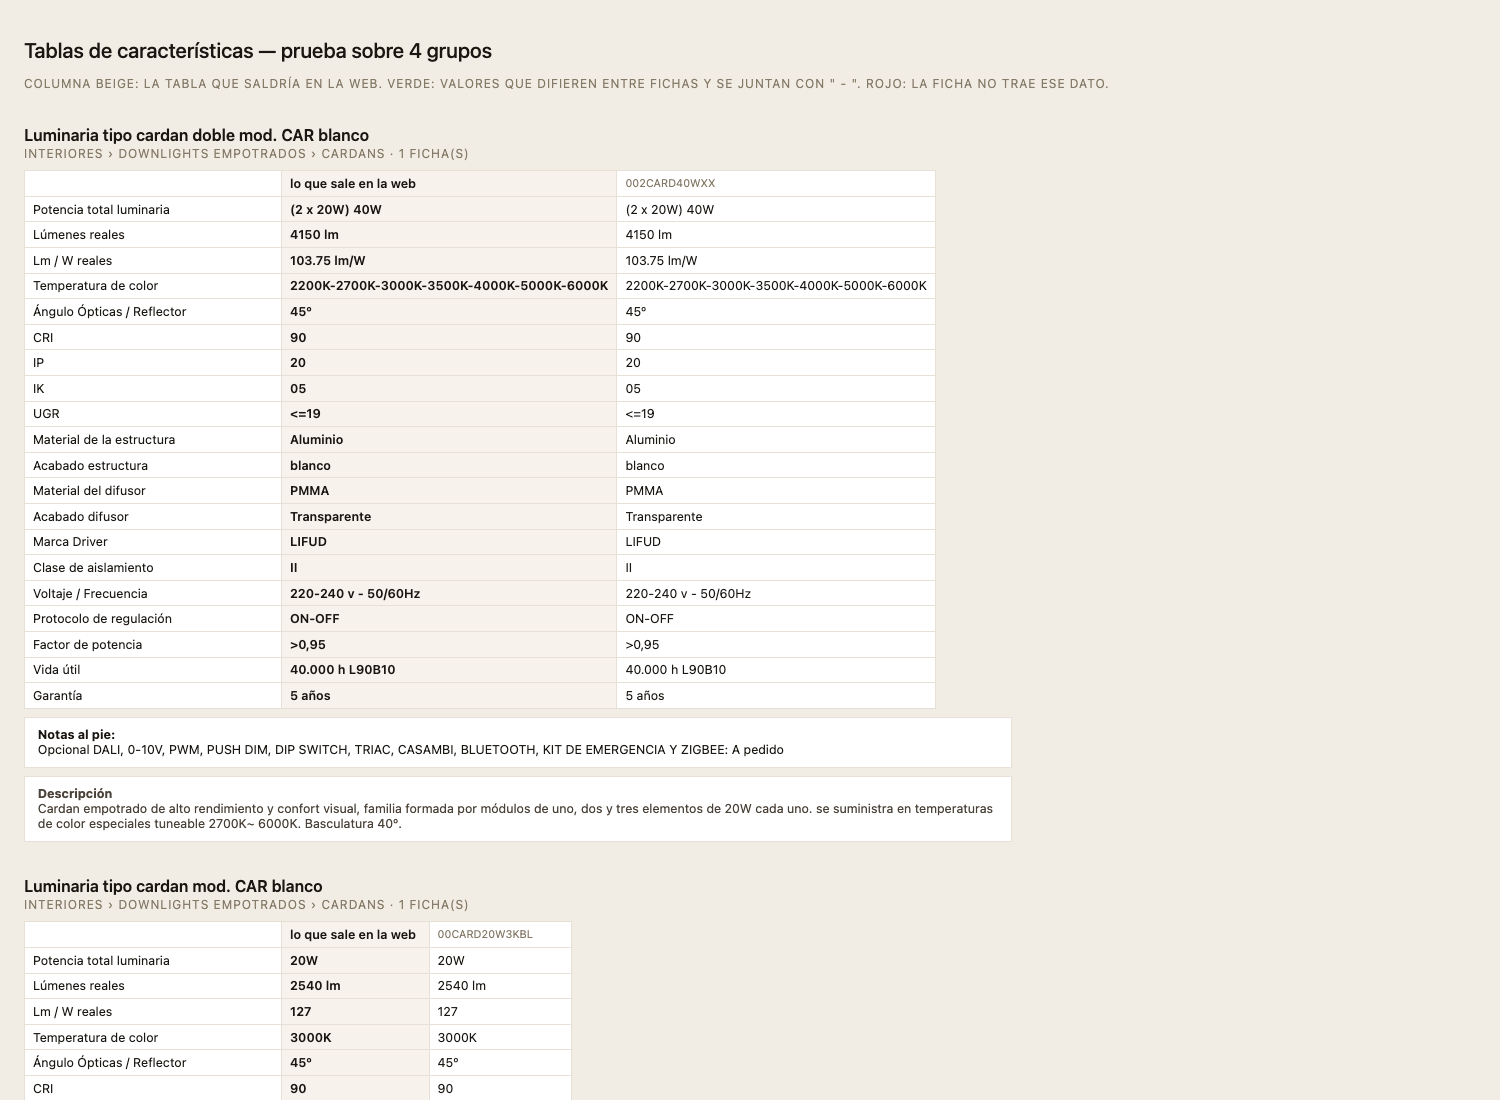 Tablas de características — prueba sobre 4 grupos
COLUMNA BEIGE: LA TABLA QUE SALDRÍA EN LA WEB. VERDE: VALORES QUE DIFIEREN ENTRE FICHAS Y SE JUNTAN CON " - ". ROJO: LA FICHA NO TRAE ESE DATO.
Luminaria tipo cardan doble mod. CAR blanco
INTERIORES › DOWNLIGHTS EMPOTRADOS › CARDANS · 1 FICHA(S)
lo que sale en la web 002CARD40WXX
Potencia total luminaria (2 x 20W) 40W (2 x 20W) 40W
Lúmenes reales 4150 lm 4150 lm
Lm / W reales 103.75 lm/W 103.75 lm/W
Temperatura de color 2200K-2700K-3000K-3500K-4000K-5000K-6000K 2200K-2700K-3000K-3500K-4000K-5000K-6000K
Ángulo Ópticas / Reflector 45º 45º
CRI 90 90
IP 20 20
IK 05 05
UGR <=19 <=19
Material de la estructura Aluminio Aluminio
Acabado estructura blanco blanco
Material del difusor PMMA PMMA
Acabado difusor Transparente Transparente
Marca Driver LIFUD LIFUD
Clase de aislamiento II II
Voltaje / Frecuencia 220-240 v - 50/60Hz 220-240 v - 50/60Hz
Protocolo de regulación ON-OFF ON-OFF
Factor de potencia >0,95 >0,95
Vida útil 40.000 h L90B10 40.000 h L90B10
Garantía 5 años 5 años
Notas al pie:
Opcional DALI, 0-10V, PWM, PUSH DIM, DIP SWITCH, TRIAC, CASAMBI, BLUETOOTH, KIT DE EMERGENCIA Y ZIGBEE: A pedido
Descripción
Cardan empotrado de alto rendimiento y confort visual, familia formada por módulos de uno, dos y tres elementos de 20W cada uno. se suministra en temperaturas
de color especiales tuneable 2700K~ 6000K. Basculatura 40º.
Luminaria tipo cardan mod. CAR blanco
INTERIORES › DOWNLIGHTS EMPOTRADOS › CARDANS · 1 FICHA(S)
lo que sale en la web 00CARD20W3KBL
Potencia total luminaria 20W 20W
Lúmenes reales 2540 lm 2540 lm
Lm / W reales 127 127
Temperatura de color 3000K 3000K
Ángulo Ópticas / Reflector 45º 45º
CRI 90 90